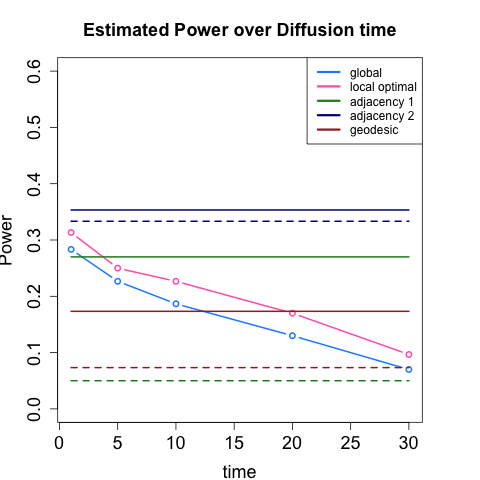 Estimated Power over Diffusion time
global
local optimal
adjacency 1
adjacency 2
geodesic
Power
0.6
0.5
0.4
0.3
0.2
0.1
0.0
0 5 10 15 20 25 30
time